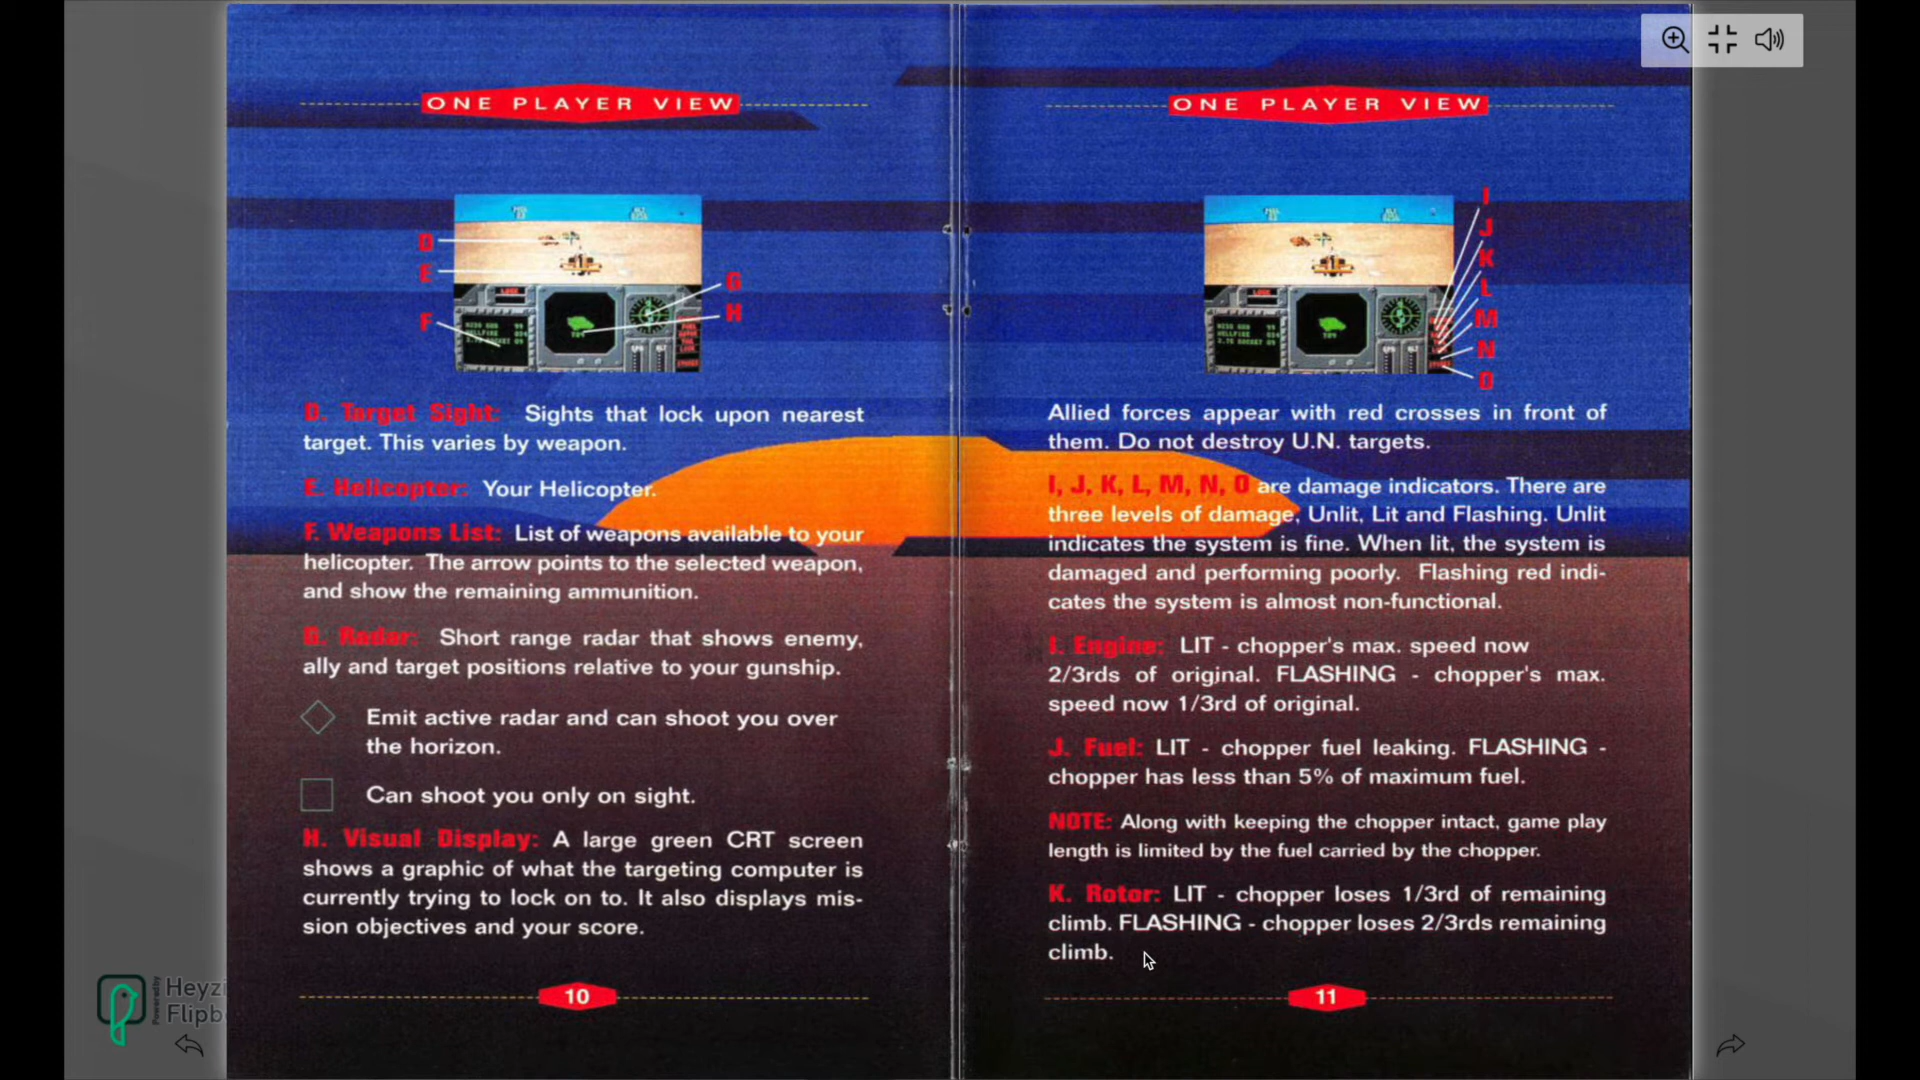 ONE PLAYER VIEW
D
E
F
G
H
D. Target Sight: Sights that lock upon nearest
target. This varies by weapon.
E. Helicopter: Your Helicopter.
F. Weapons List: List of weapons available to your
helicopter. The arrow points to the selected weapon,
and show the remaining ammunition.
G. Radar: Short range radar that shows enemy,
ally and target positions relative to your gunship.
Emit active radar and can shoot you over
the horizon.
Can shoot you only on sight.
H. Visual Display: A large green CRT screen
shows a graphic of what the targeting computer is
currently trying to lock on to. It also displays mis-
sion objectives and your score.
10
Powered by
Heyzi
Flipb
ONE PLAYER VIEW
I
J
K
L
M
N
O
Allied forces appear with red crosses in front of
them. Do not destroy U.N. targets.
I, J, K, L, M, N, O are damage indicators. There are
three levels of damage, Unlit, Lit and Flashing. Unlit
indicates the system is fine. When lit, the system is
damaged and performing poorly. Flashing red indi-
cates the system is almost non-functional.
I. Engine: LIT - chopper's max. speed now
2/3rds of original. FLASHING - chopper's max.
speed now 1/3rd of original.
J. Fuel: LIT - chopper fuel leaking. FLASHING -
chopper has less than 5% of maximum fuel.
NOTE: Along with keeping the chopper intact, game play
length is limited by the fuel carried by the chopper.
K. Rotor: LIT - chopper loses 1/3rd of remaining
climb. FLASHING - chopper loses 2/3rds remaining
climb.
11